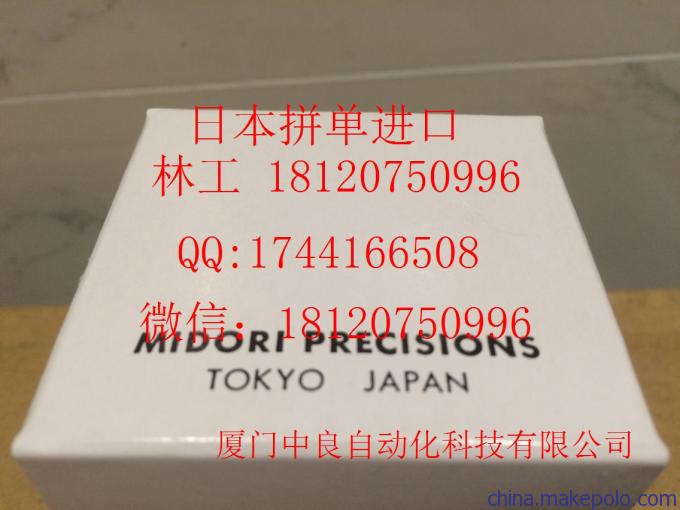 日本拼单进口
林工 18120750996
QQ:1744166508
微信：18120750996
MIDORI PRECISIONS
TOKYO JAPAN
厦门中良自动化科技有限公司
china.makepolo.com